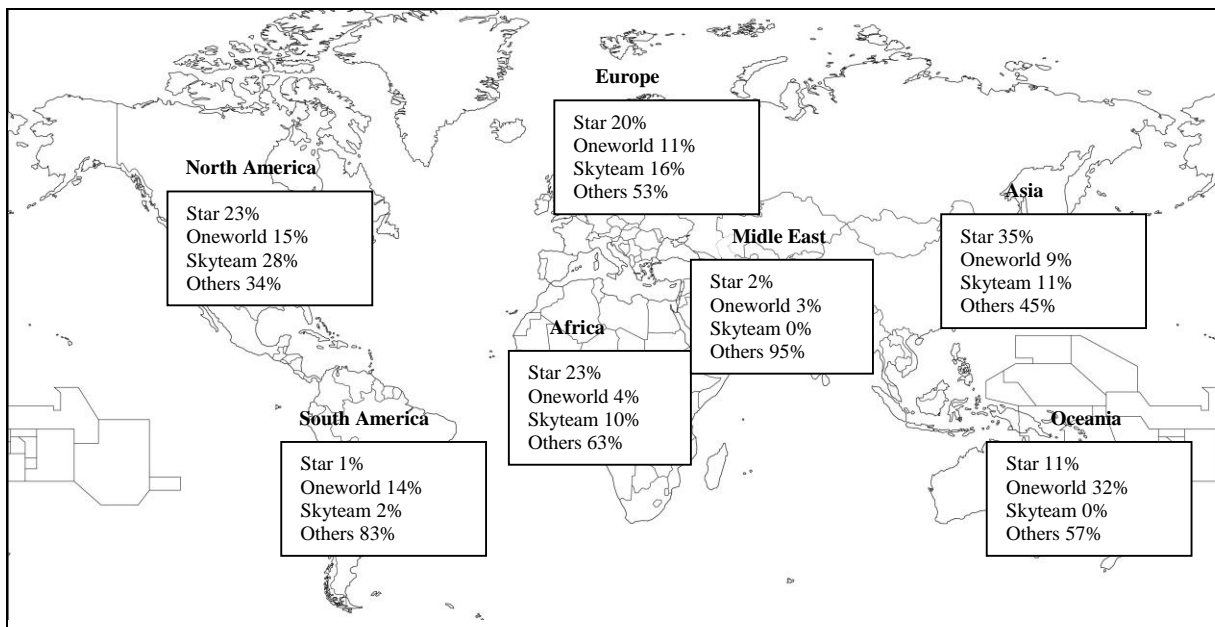 Europe
Star 20%
Oneworld 11%
Skyteam 16%
Others 53%
North America
Star 23%
Oneworld 15%
Skyteam 28%
Others 34%
Asia
Star 35%
Oneworld 9%
Skyteam 11%
Others 45%
Middle East
Star 2%
Oneworld 3%
Skyteam 0%
Others 95%
Africa
Star 23%
Oneworld 4%
Skyteam 10%
Others 63%
South America
Star 1%
Oneworld 14%
Skyteam 2%
Others 83%
Oceania
Star 11%
Oneworld 32%
Skyteam 0%
Others 57%